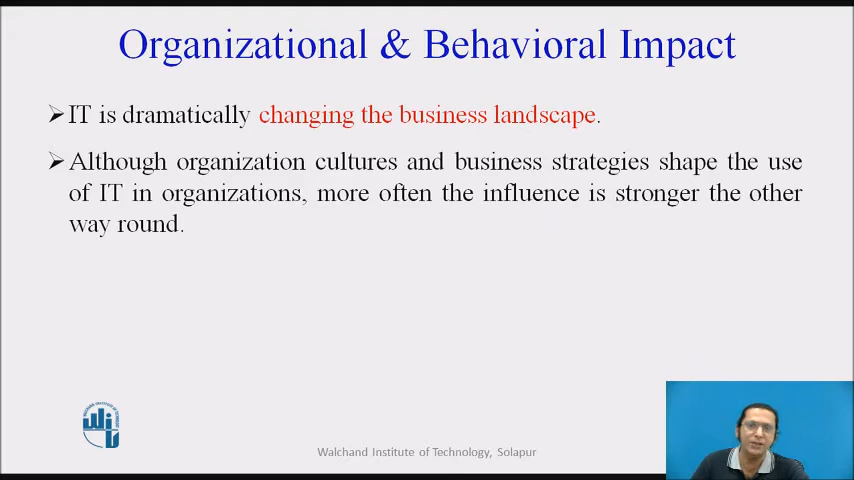 Organizational & Behavioral Impact
IT is dramatically changing the business landscape.
Although organization cultures and business strategies shape the use
of IT in organizations, more often the influence is stronger the other
way round.
Walchand Institute of Technology, Solapur